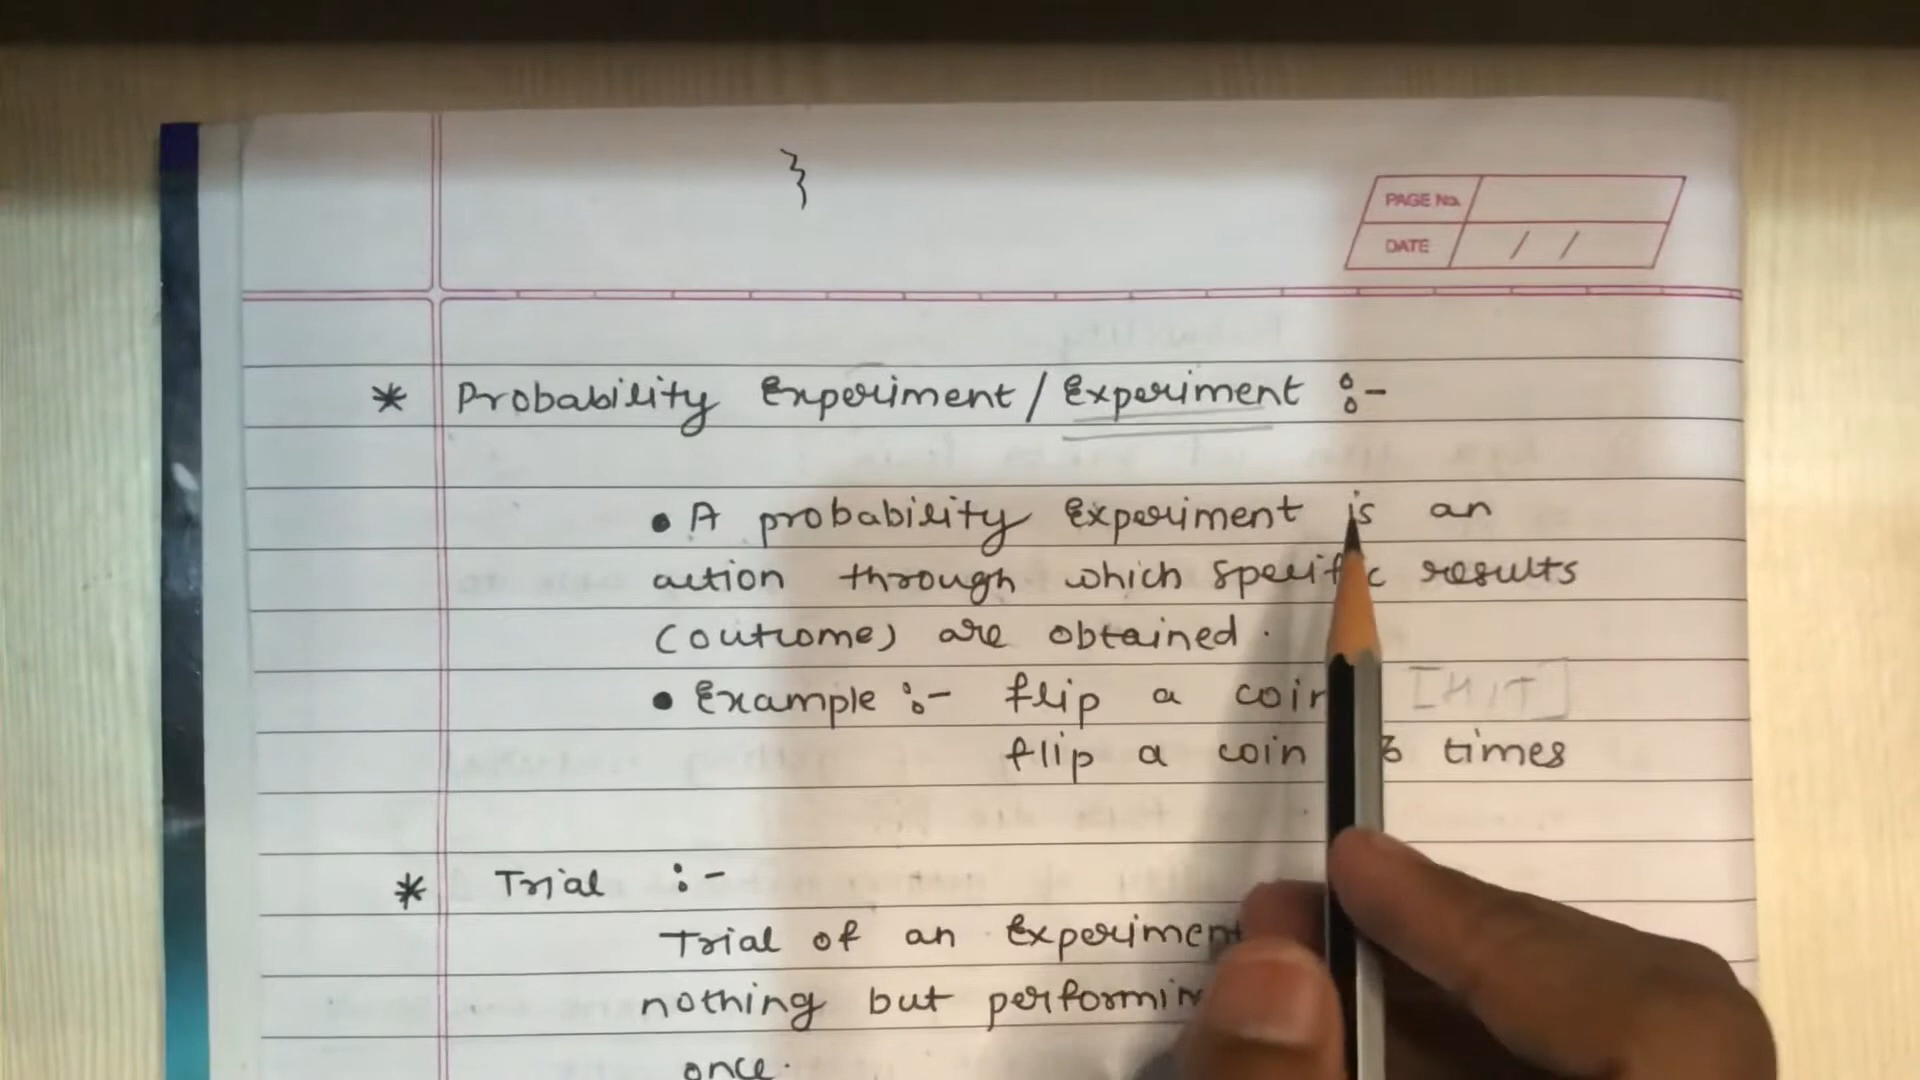 }
PAGE No.
DATE / /
* Probability Experiment / Experiment :-
• A probability Experiment is an
action through which specific results
(outcome) are obtained.
• Example :- flip a coin [H,T]
flip a coin 3 times
* Trial :-
Trial of an Experiment
nothing but performin
once.